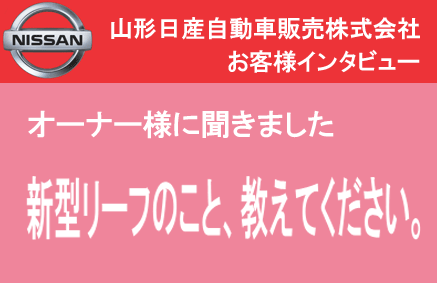 NISSAN
山形日産自動車販売株式会社
お客様インタビュー
オーナー様に聞きました
新型リーフのこと、教えてください。